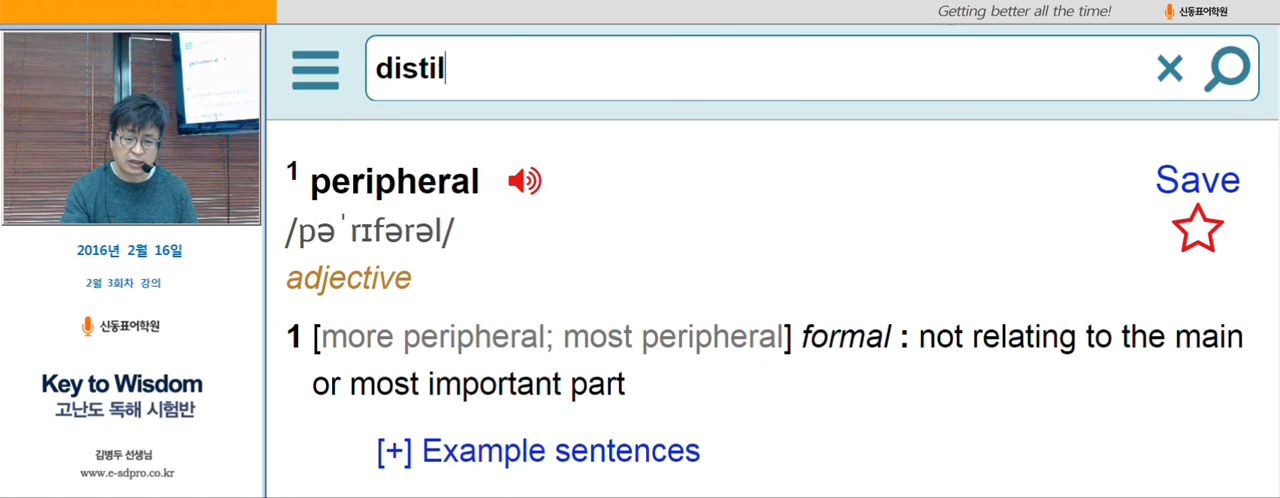 Getting better all the time!
신동표어학원
distil
1 peripheral
Save
/pəˈrɪfərəl/
adjective
1 [more peripheral; most peripheral] formal : not relating to the main
or most important part
[+] Example sentences
2016년 2월 16일
2월 3회차 강의
신동표어학원
Key to Wisdom
고난도 독해 시험반
김병두 선생님
www.e-sdpro.co.kr